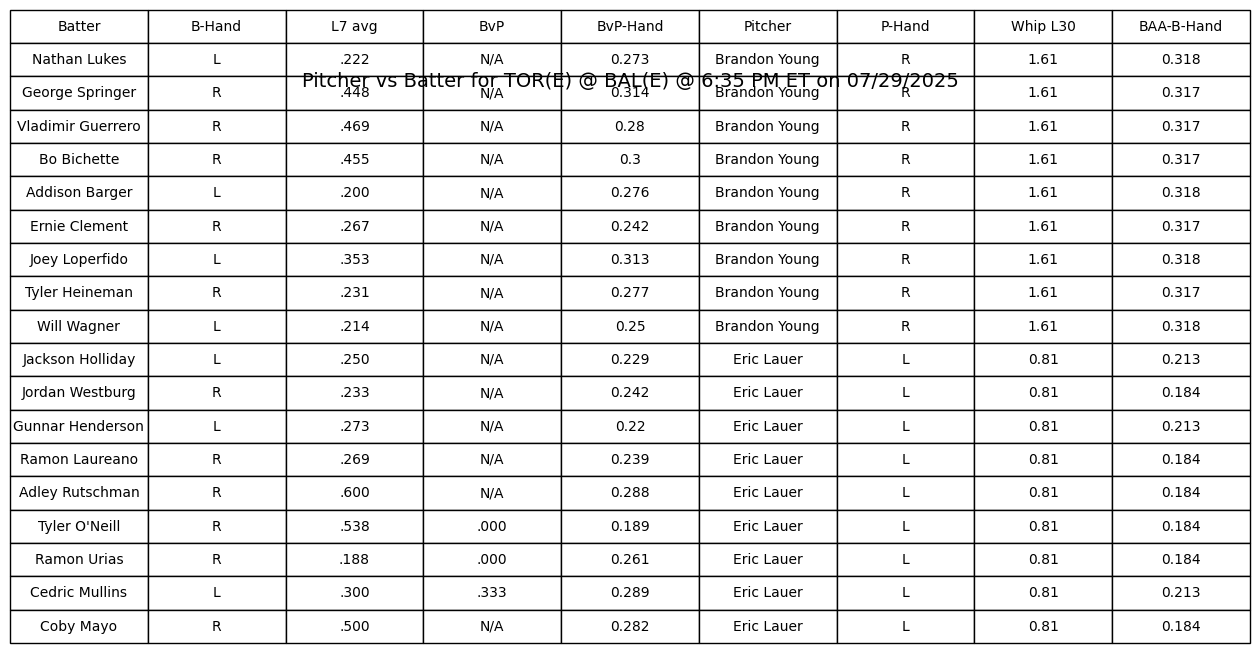 Batter B-Hand L7 avg BvP BvP-Hand Pitcher P-Hand Whip L30 BAA-B-Hand
Nathan Lukes L .222 N/A 0.273 Brandon Young R 1.61 0.318
Pitcher vs Batter for TOR(E) @ BAL(E) @ 6:35 PM ET on 07/29/2025
George Springer R .448 N/A 0.314 Brandon Young R 1.61 0.317
Vladimir Guerrero R .469 N/A 0.28 Brandon Young R 1.61 0.317
Bo Bichette R .455 N/A 0.3 Brandon Young R 1.61 0.317
Addison Barger L .200 N/A 0.276 Brandon Young R 1.61 0.318
Ernie Clement R .267 N/A 0.242 Brandon Young R 1.61 0.317
Joey Loperfido L .353 N/A 0.313 Brandon Young R 1.61 0.318
Tyler Heineman R .231 N/A 0.277 Brandon Young R 1.61 0.317
Will Wagner L .214 N/A 0.25 Brandon Young R 1.61 0.318
Jackson Holliday L .250 N/A 0.229 Eric Lauer L 0.81 0.213
Jordan Westburg R .233 N/A 0.242 Eric Lauer L 0.81 0.184
Gunnar Henderson L .273 N/A 0.22 Eric Lauer L 0.81 0.213
Ramon Laureano R .269 N/A 0.239 Eric Lauer L 0.81 0.184
Adley Rutschman R .600 N/A 0.288 Eric Lauer L 0.81 0.184
Tyler O'Neill R .538 .000 0.189 Eric Lauer L 0.81 0.184
Ramon Urias R .188 .000 0.261 Eric Lauer L 0.81 0.184
Cedric Mullins L .300 .333 0.289 Eric Lauer L 0.81 0.213
Coby Mayo R .500 N/A 0.282 Eric Lauer L 0.81 0.184